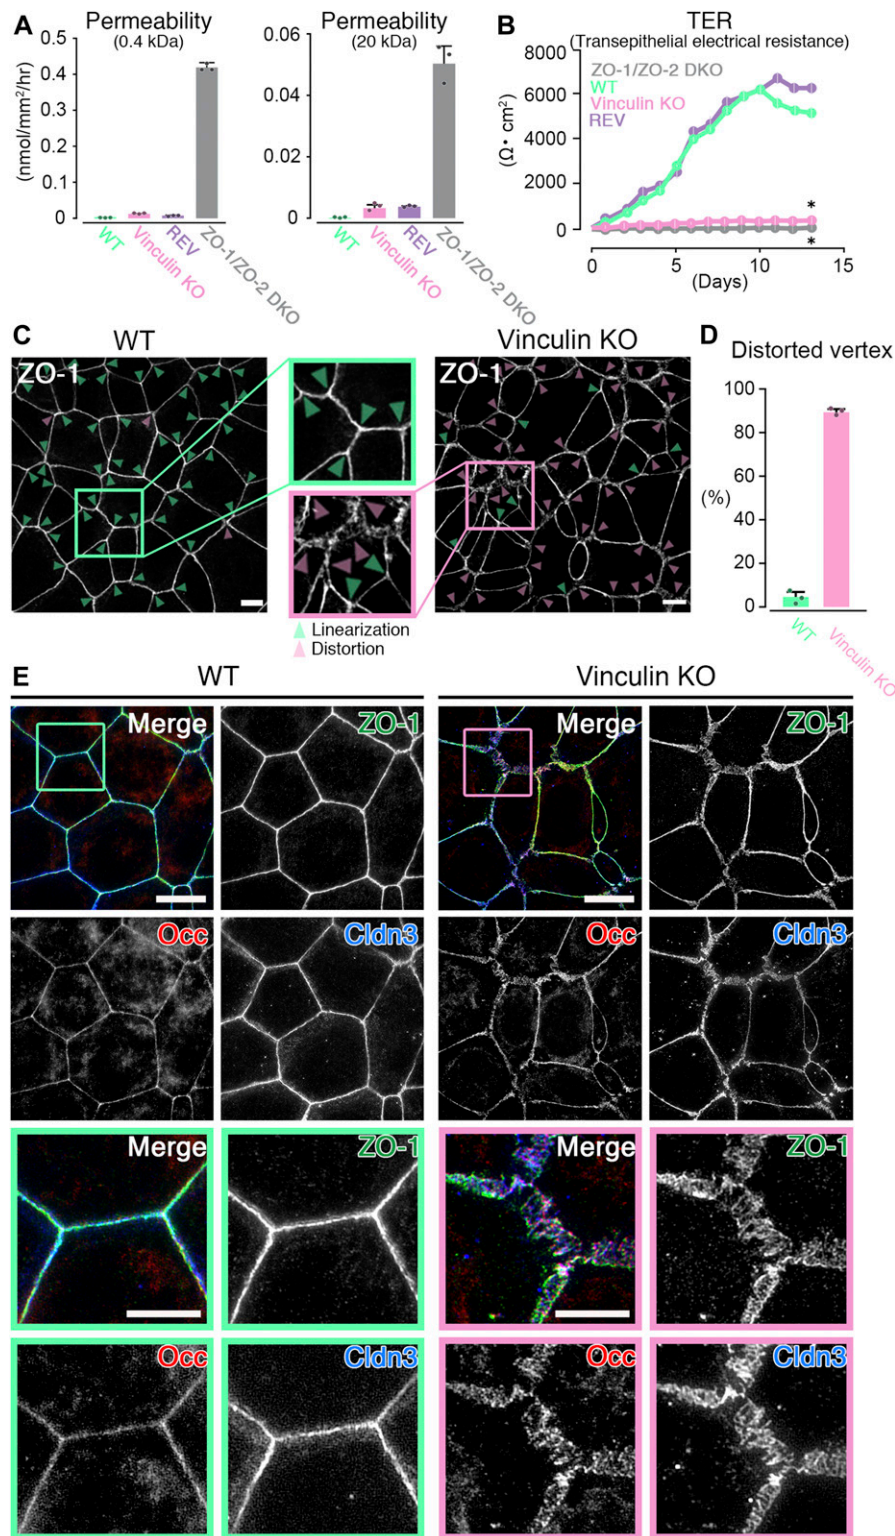 A
Permeability
(0.4 kDa)
(nmol/mm²/hr)
0.5
0.4
0.3
0.2
0.1
0
WT
Vinculin KO
REV
ZO-1/ZO-2 DKO
Permeability
(20 kDa)
0.06
0.04
0.02
0
WT
Vinculin KO
REV
ZO-1/ZO-2 DKO
B
TER
(Transepithelial electrical resistance)
(Ω• cm²)
8000
6000
4000
2000
0
ZO-1/ZO-2 DKO
WT
Vinculin KO
REV
*
*
0
5
10
15
(Days)
C
WT
ZO-1
Vinculin KO
ZO-1
Linearization
Distortion
D
Distorted vertex
(%)
100
80
60
40
20
0
WT
Vinculin KO
E
WT
Vinculin KO
Merge
ZO-1
Merge
ZO-1
Occ
Cldn3
Occ
Cldn3
Merge
ZO-1
Merge
ZO-1
Occ
Cldn3
Occ
Cldn3